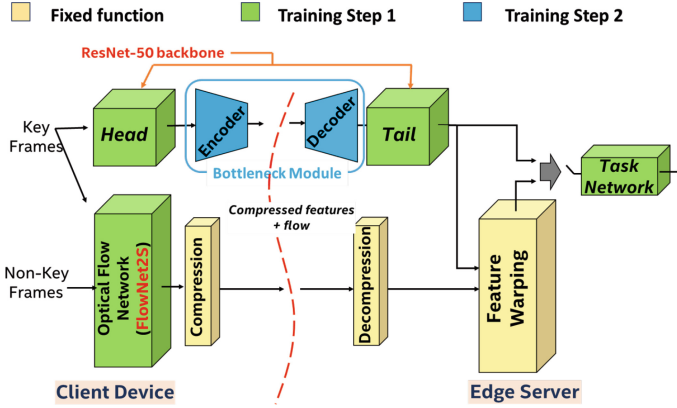 Fixed function
Training Step 1
Training Step 2
ResNet-50 backbone
Key
Frames
Head
Encoder
Decoder
Tail
Bottleneck Module
Task
Network
Compressed features
+ flow
Non-Key
Frames
Optical Flow
Network
(FlowNet2S)
Compression
Decompression
Feature
Warping
Client Device
Edge Server